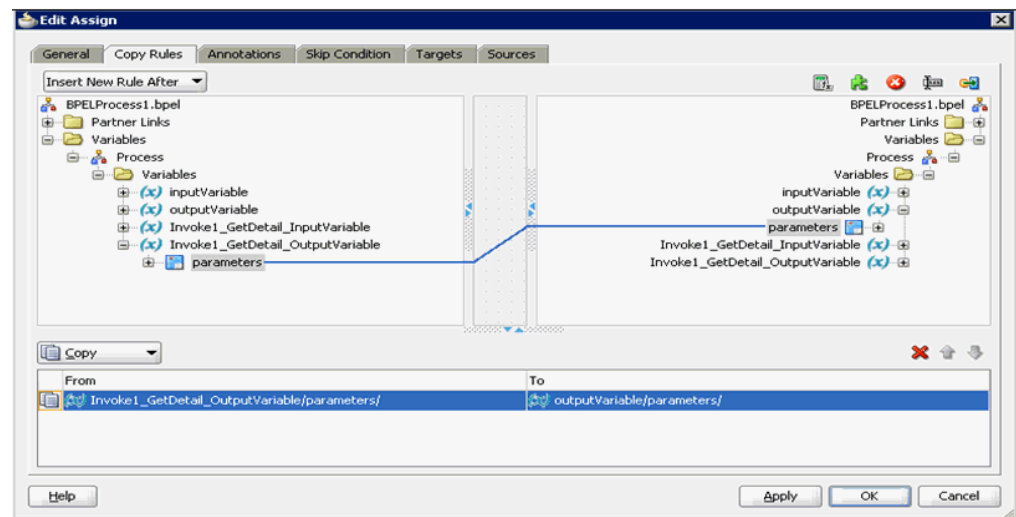 Edit Assign
General Copy Rules Annotations Skip Condition Targets Sources
Insert New Rule After
BPELProcess1.bpel
Partner Links
Variables
Process
Variables
(x) inputVariable
(x) outputVariable
(x) Invoke1_GetDetail_InputVariable
(x) Invoke1_GetDetail_OutputVariable
parameters
BPELProcess1.bpel
Partner Links
Variables
Process
Variables
inputVariable (x)
outputVariable (x)
parameters
Invoke1_GetDetail_InputVariable (x)
Invoke1_GetDetail_OutputVariable (x)
Copy
From To
Invoke1_GetDetail_OutputVariable/parameters/ outputVariable/parameters/
Help Apply OK Cancel